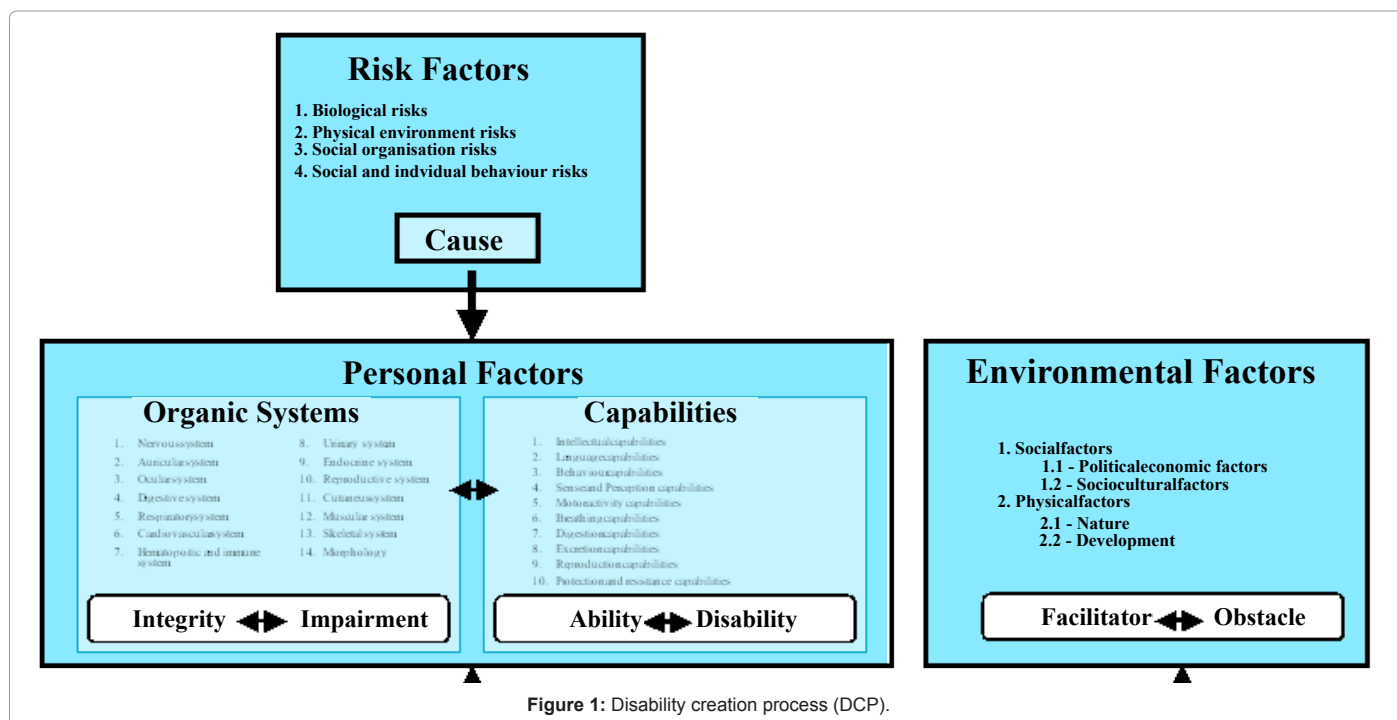 Risk Factors
1. Biological risks
2. Physical environment risks
3. Social organisation risks
4. Social and indvidual behaviour risks
Cause
Personal Factors
Organic Systems
1. Nervoussystem
2. Auricularsystem
3. Ocularsystem
4. Digestivesystem
5. Respiratorysystem
6. Cardiovascularsystem
7. Hematopoitic and immune
system
8. Urinary system
9. Endocrine system
10. Reproductive system
11. Cutaneussystem
12. Muscular system
13. Skeletal system
14. Morphology
Integrity Impairment
Capabilities
1. Intellectualcapabilities
2. Languagecapabilities
3. Behaviourcapabilities
4. Senseand Perception capabilities
5. Motoractivity capabilities
6. Breathingcapabilities
7. Digestioncapabilities
8. Excretioncapabilities
9. Reproductioncapabilities
10. Protectionand resistance capabilities
Ability Disability
Environmental Factors
1. Socialfactors
1.1 - Politicaleconomic factors
1.2 - Socioculturalfactors
2. Physicalfactors
2.1 - Nature
2.2 - Development
Facilitator Obstacle
Figure 1: Disability creation process (DCP).